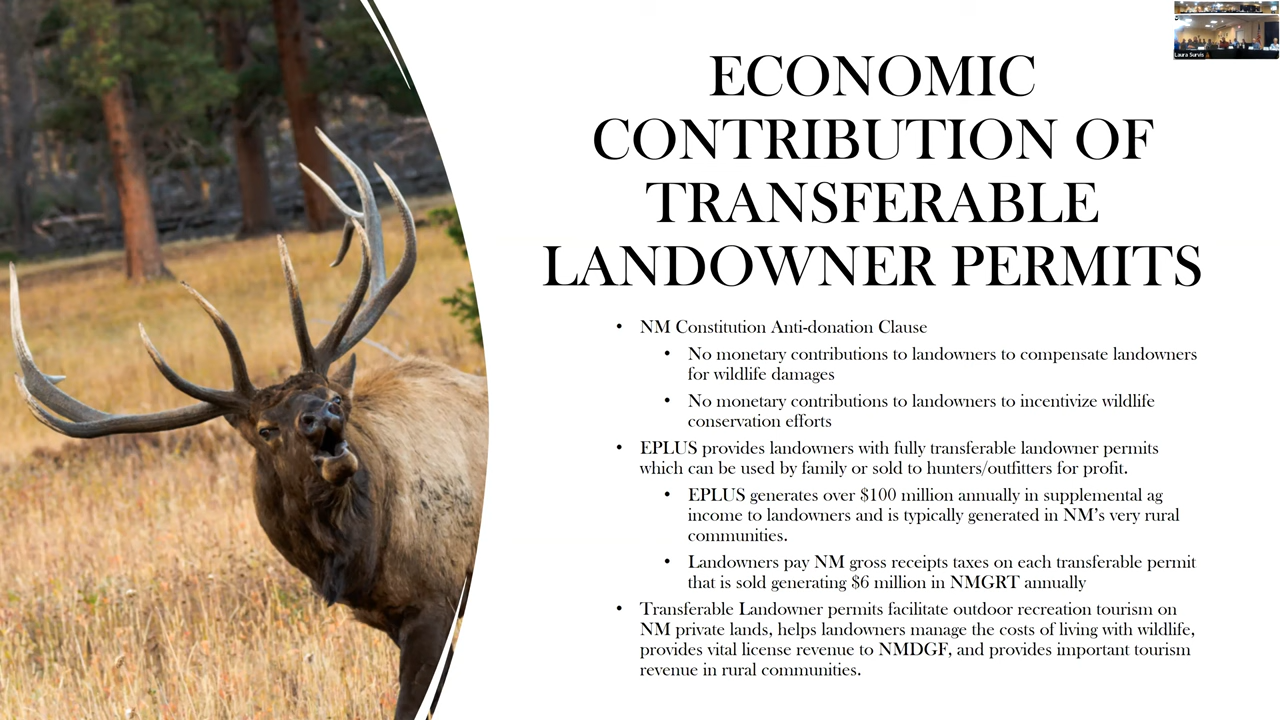 Laura Survis
ECONOMIC
CONTRIBUTION OF
TRANSFERABLE
LANDOWNER PERMITS
• NM Constitution Anti-donation Clause
• No monetary contributions to landowners to compensate landowners
for wildlife damages
• No monetary contributions to landowners to incentivize wildlife
conservation efforts
• EPLUS provides landowners with fully transferable landowner permits
which can be used by family or sold to hunters/outfitters for profit.
• EPLUS generates over $100 million annually in supplemental ag
income to landowners and is typically generated in NM's very rural
communities.
• Landowners pay NM gross receipts taxes on each transferable permit
that is sold generating $6 million in NMGRT annually
• Transferable Landowner permits facilitate outdoor recreation tourism on
NM private lands, helps landowners manage the costs of living with wildlife,
provides vital license revenue to NMDGF, and provides important tourism
revenue in rural communities.